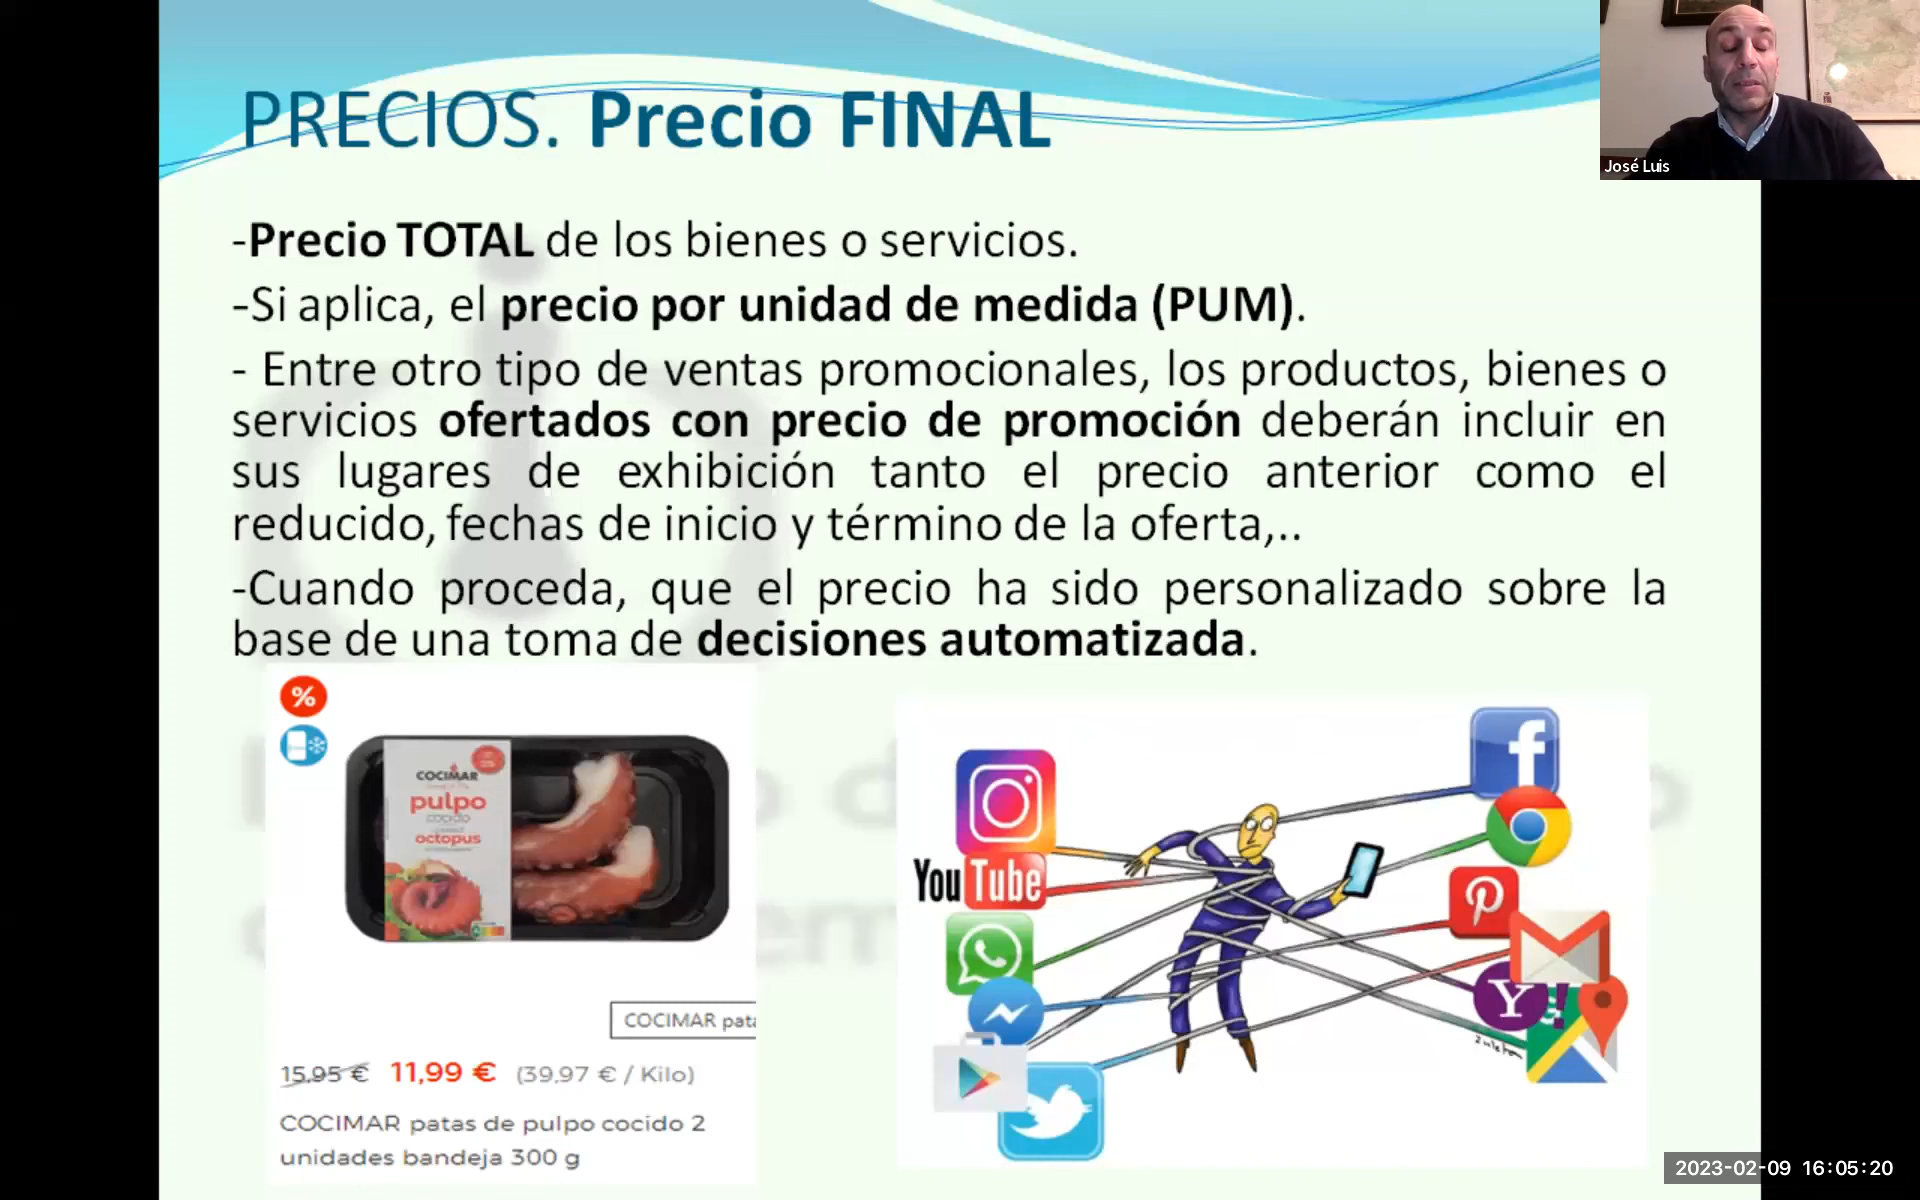 PRECIOS. Precio FINAL
José Luis
-Precio TOTAL de los bienes o servicios.
-Si aplica, el precio por unidad de medida (PUM).
- Entre otro tipo de ventas promocionales, los productos, bienes o
servicios ofertados con precio de promoción deberán incluir en
sus lugares de exhibición tanto el precio anterior como el
reducido, fechas de inicio y término de la oferta,..
-Cuando proceda, que el precio ha sido personalizado sobre la
base de una toma de decisiones automatizada.
%
COCIMAR
pulpo
cocido
octopus
YouTube
COCIMAR pata
15,95 € 11,99 € (39,97 € / Kilo)
COCIMAR patas de pulpo cocido 2
unidades bandeja 300 g
2023-02-09 16:05:20